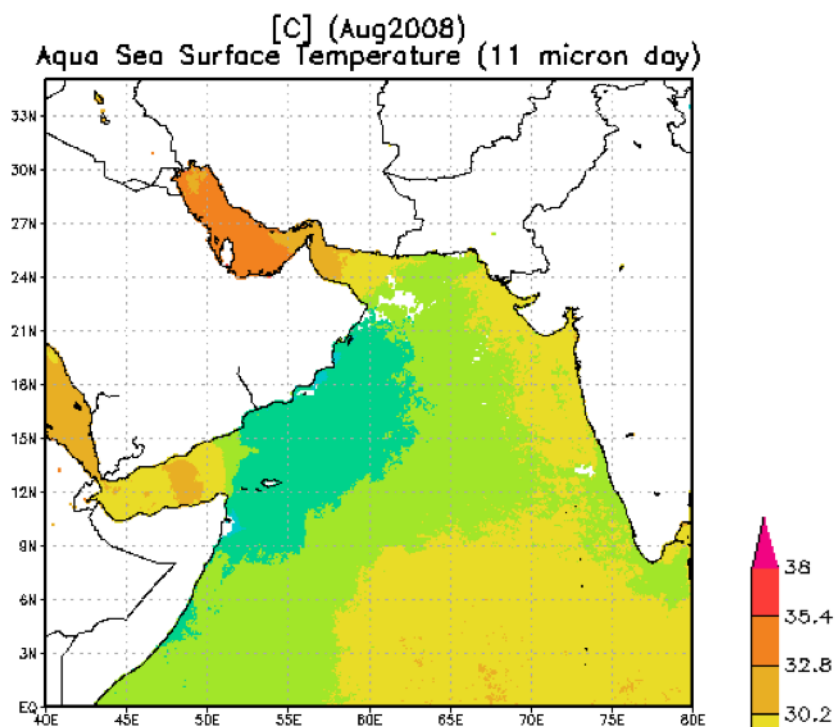 [C] (Aug2008)
Aqua Sea Surface Temperature (11 micron day)
33N
30N
27N
24N
21N
18N
15N
12N
9N
6N
3N
EQ
40E 45E 50E 55E 60E 65E 70E 75E 80E
38
35.4
32.8
30.2